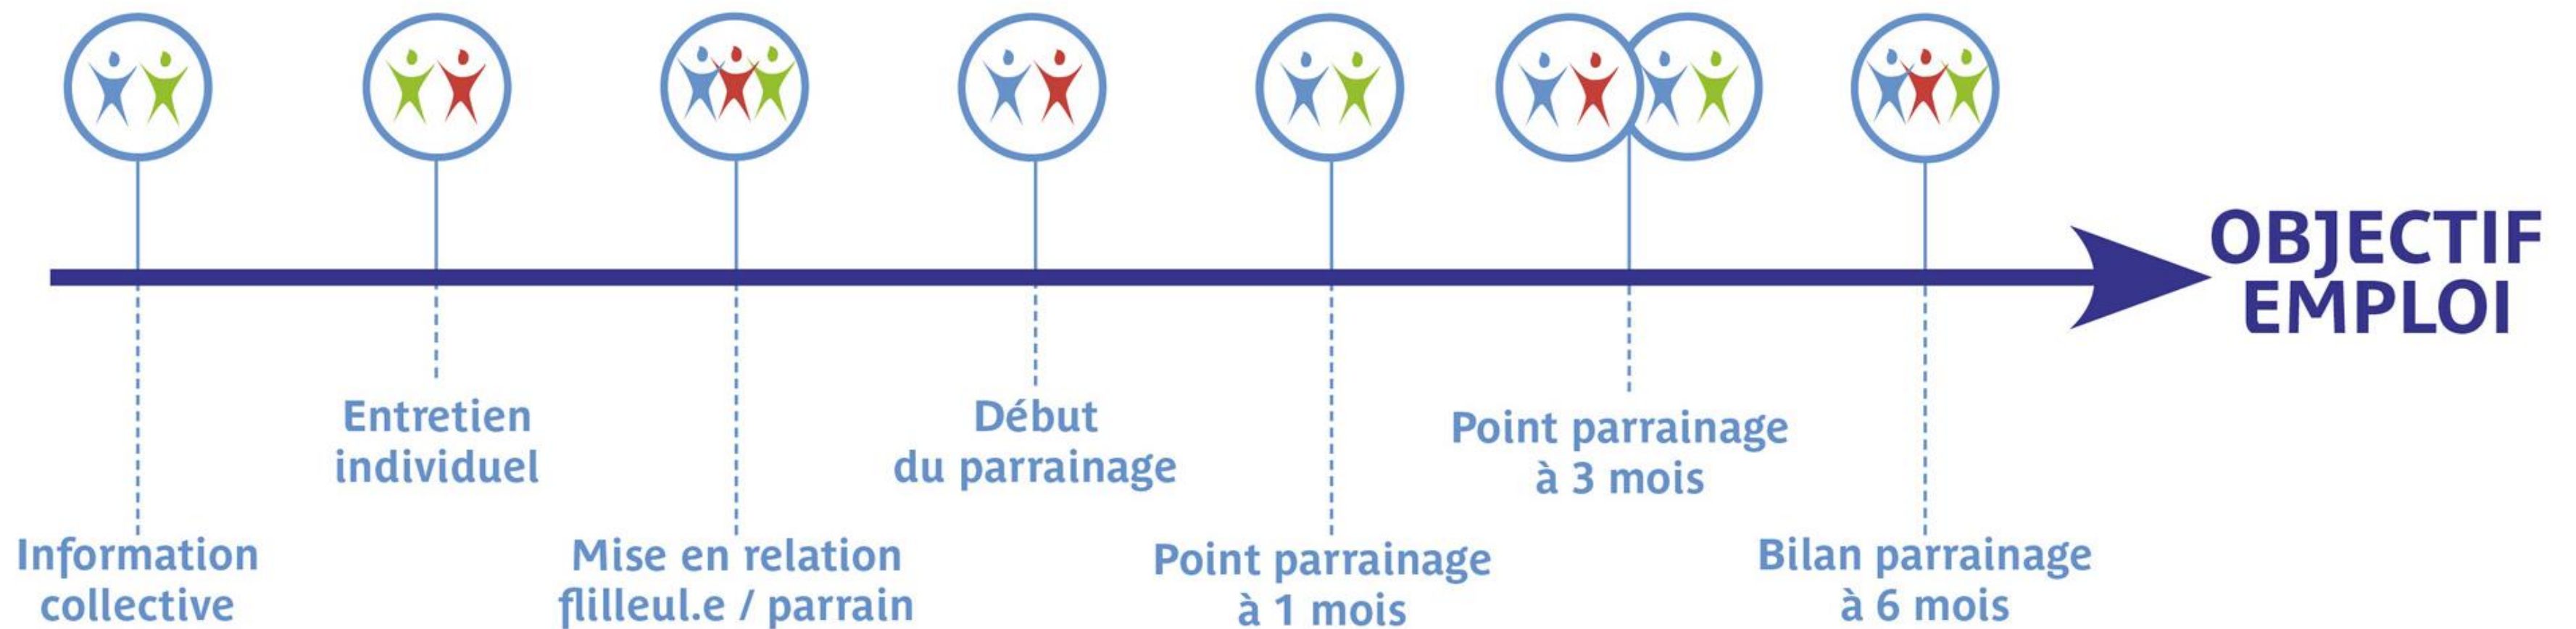 Information
collective
Entretien
individuel
Mise en relation
flilleul.e / parrain
Début
du parrainage
Point parrainage
à 1 mois
Point parrainage
à 3 mois
Bilan parrainage
à 6 mois
OBJECTIF
EMPLOI